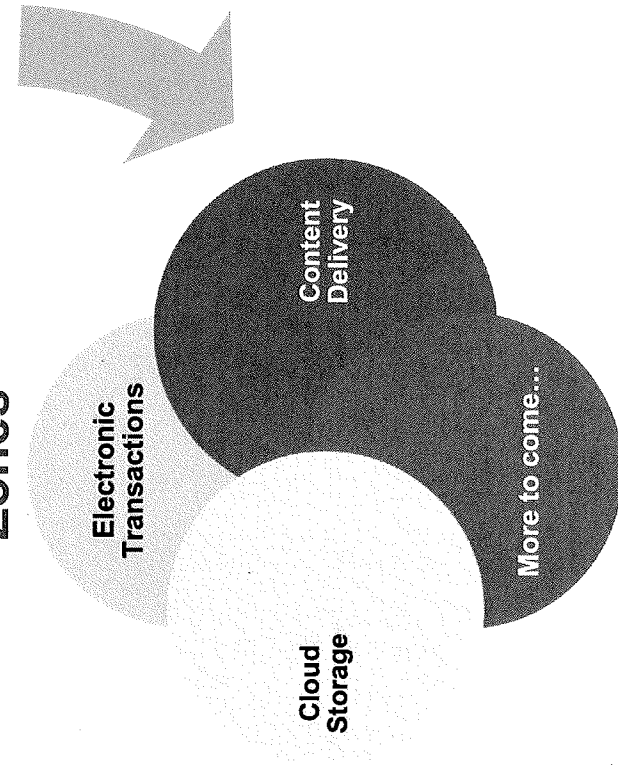 Electronic
Transactions
Content
Delivery
Cloud
Storage
More to come...